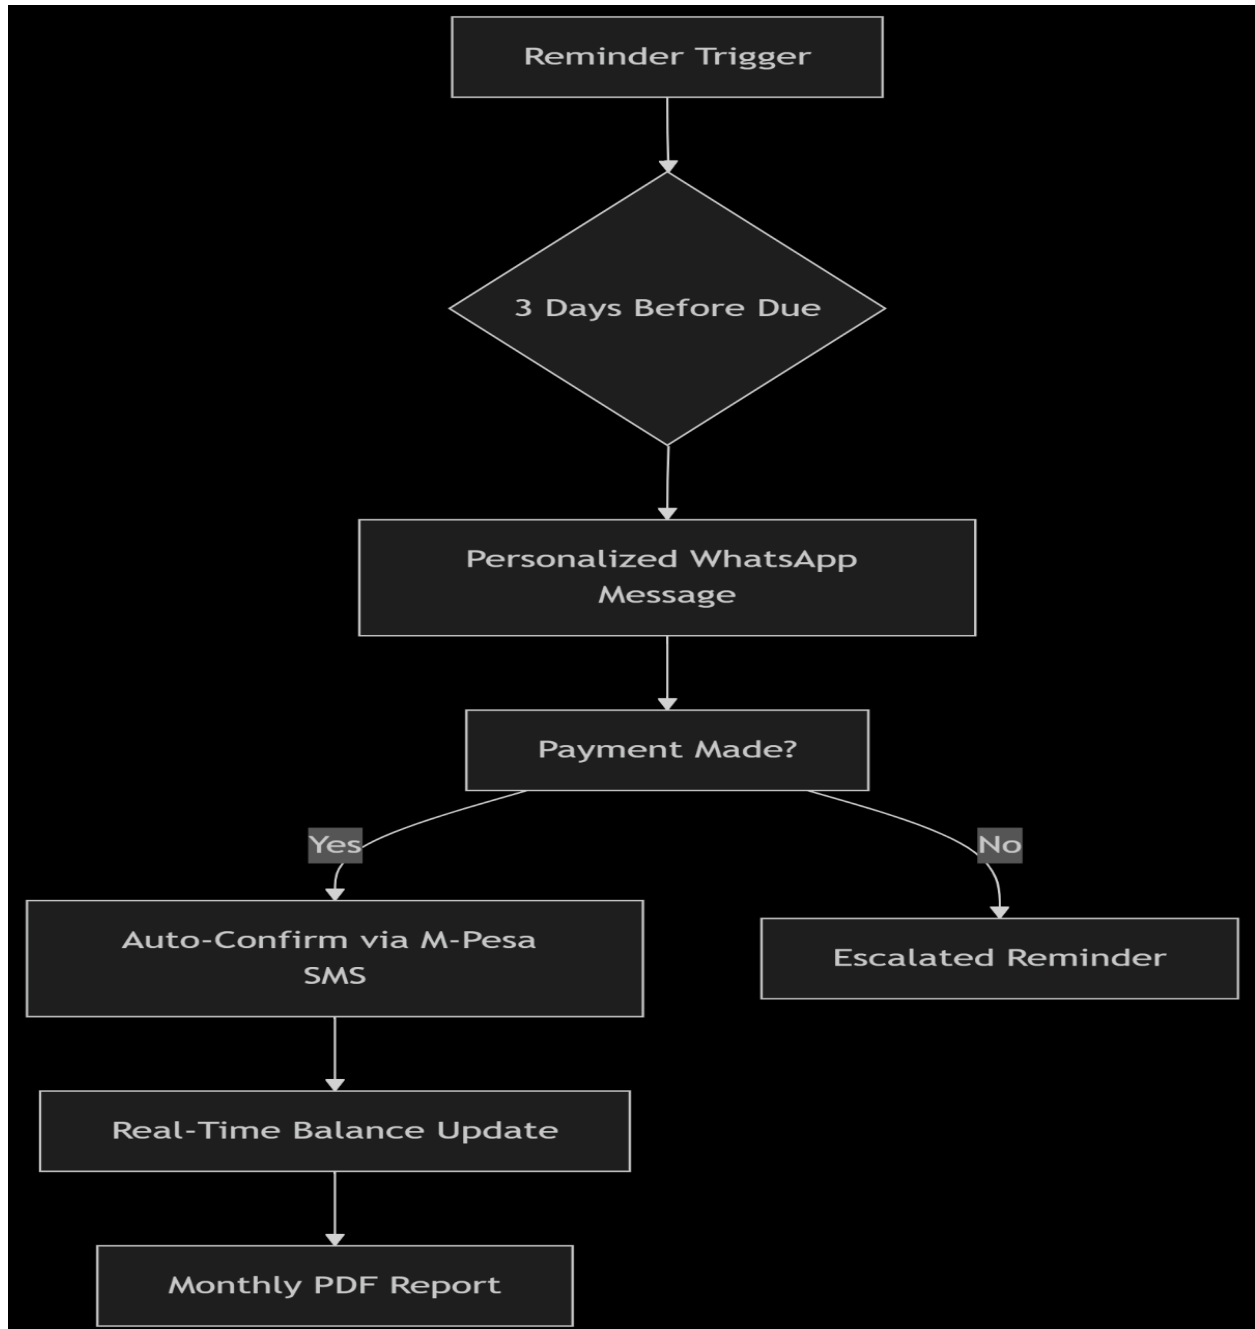 Reminder Trigger
3 Days Before Due
Personalized WhatsApp
Message
Payment Made?
Yes
No
Auto-Confirm via M-Pesa
SMS
Escalated Reminder
Real-Time Balance Update
Monthly PDF Report